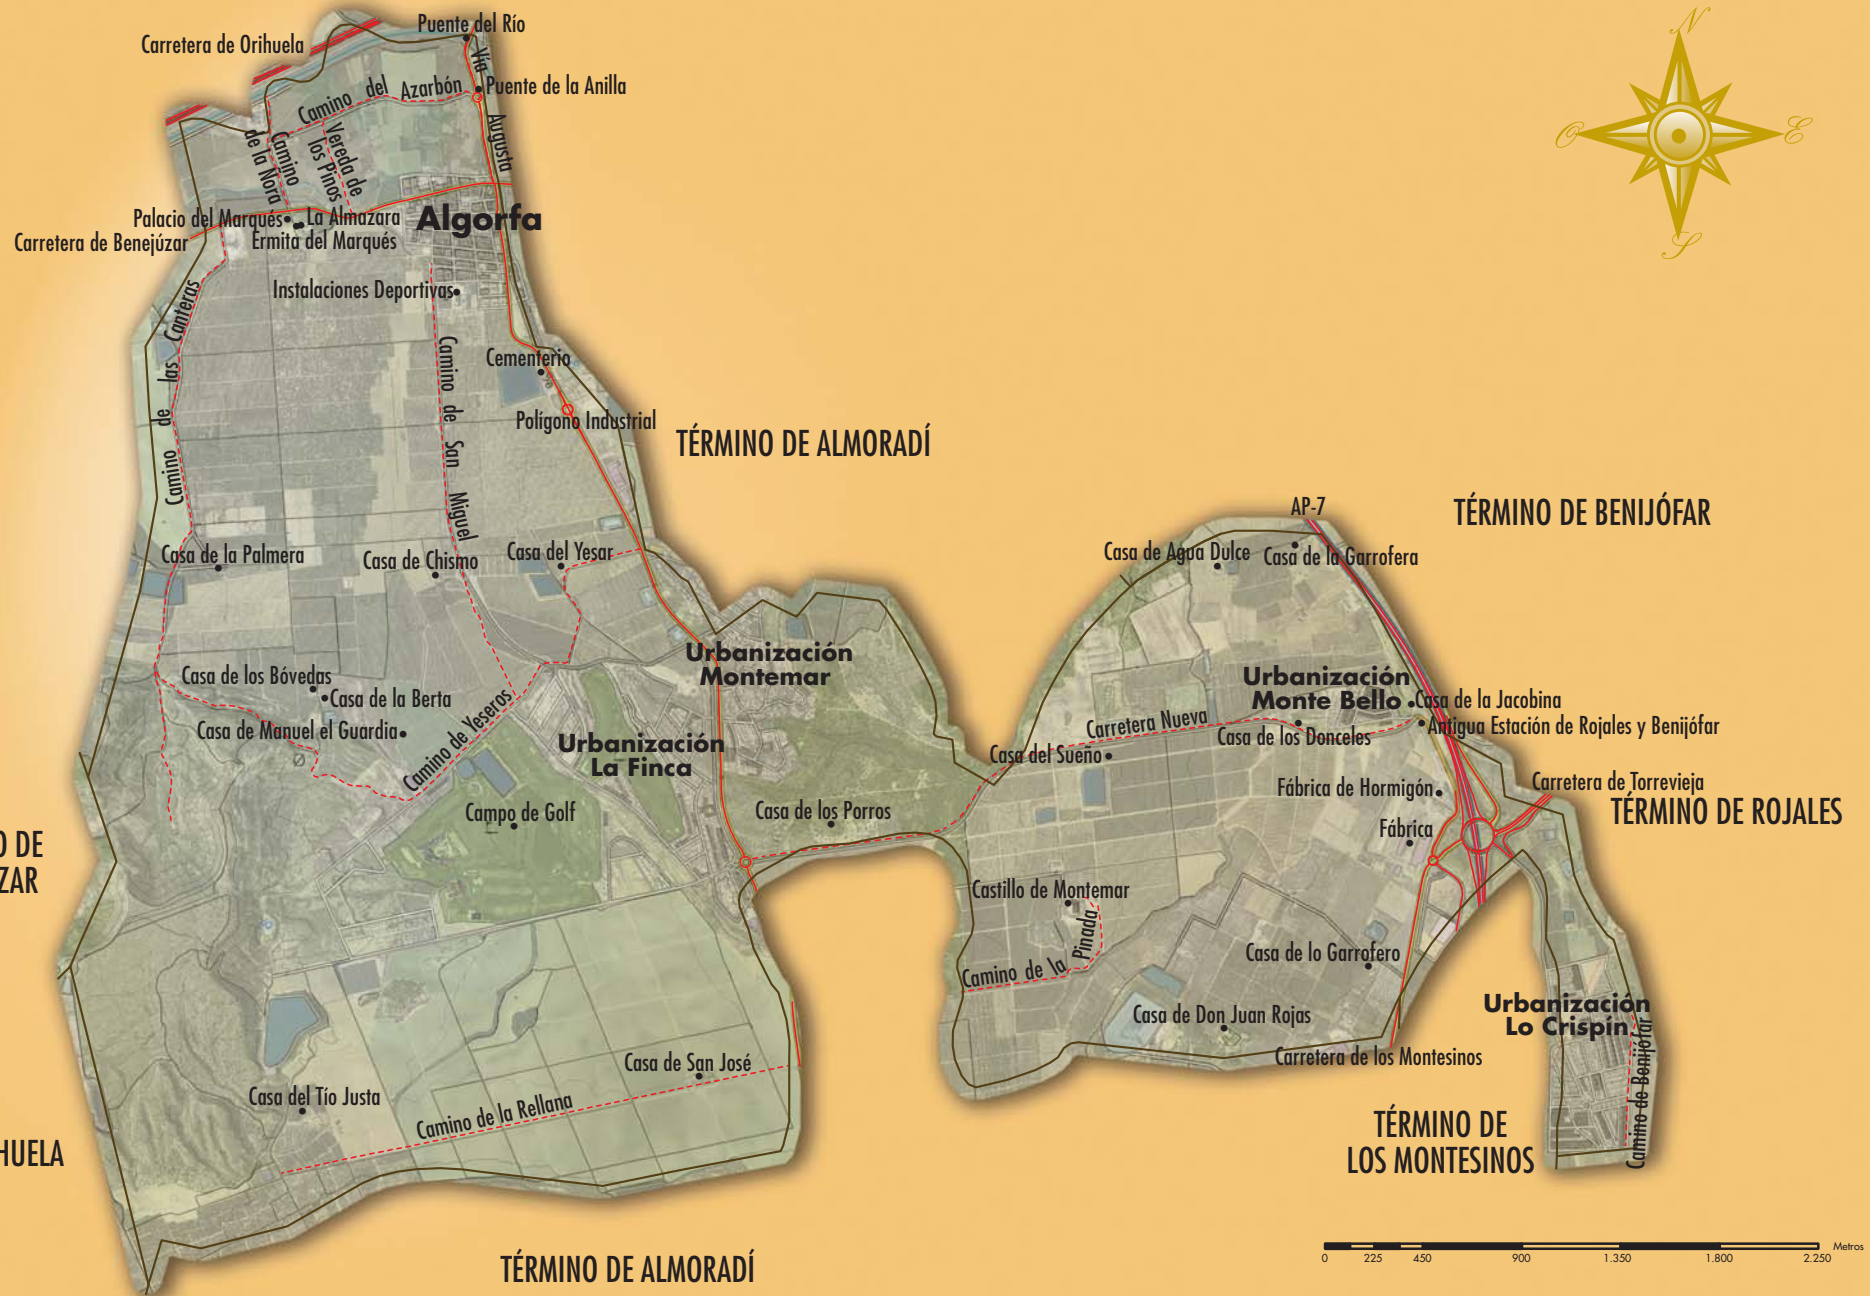 N
O
E
S
Puente del Río
Carretera de Orihuela
Vía
Augusta
Puente de la Anilla
Camino del Azarbón
Camino
de la Nora
Vereda de
los Pinos
Palacio del Marqués
La Almazara
Algorfa
Carretera de Benejúzar
Ermita del Marqués
Instalaciones Deportivas
Camino de las Canteras
Camino de San Miguel
Cementerio
Polígono Industrial
TÉRMINO DE ALMORADÍ
AP-7
TÉRMINO DE BENIJÓFAR
Casa de la Palmera
Casa de Chismo
Casa del Yesar
Casa de Agua Dulce
Casa de la Garrofera
Urbanización
Montemar
Urbanización
Monte Bello
Casa de los Bóvedas
Casa de la Berta
Casa de la Jacobina
Casa de Manuel el Guardia
Camino de Yeseros
Carretera Nueva
Casa de los Donceles
Antigua Estación de Rojales y Benijófar
Urbanización
La Finca
Casa del Sueño
Carretera de Torrevieja
Fábrica de Hormigón
TÉRMINO DE ROJALES
Campo de Golf
Casa de los Porros
Fábrica
O DE
ZAR
Castillo de Montemar
Camino de la Pinada
Casa de lo Garrofero
Urbanización
Lo Crispín
Casa de Don Juan Rojas
Carretera de los Montesinos
Camino de Benijófar
Casa de San José
Casa del Tío Justa
Camino de la Rellana
TÉRMINO DE
LOS MONTESINOS
HUELA
TÉRMINO DE ALMORADÍ
0 225 450 900 1.350 1.800 2.250 Metros